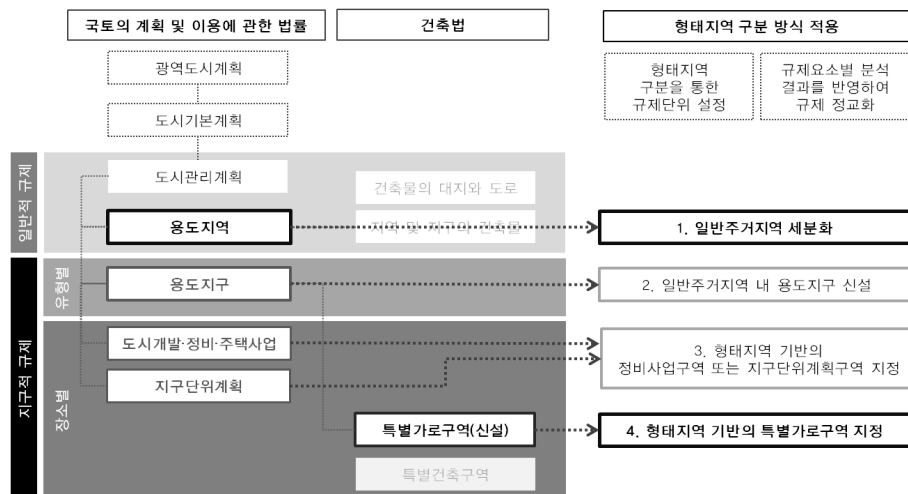 국토의 계획 및 이용에 관한 법률
건축법
형태지역 구분 방식 적용
광역도시계획
도시기본계획
형태지역
구분을 통한
규제단위 설정
규제요소별 분석
결과를 반영하여
규제 정교화
일반적 규제
도시관리계획
건축물의 대지와 도로
용도지역
지역 및 지구의 건축물
1. 일반주거지역 세분화
지구적 규제
유형별
용도지구
2. 일반주거지역 내 용도지구 신설
장소별
도시개발·정비·주택사업
지구단위계획
3. 형태지역 기반의
정비사업구역 또는 지구단위계획구역 지정
특별가로구역(신설)
4. 형태지역 기반의 특별가로구역 지정
특별건축구역